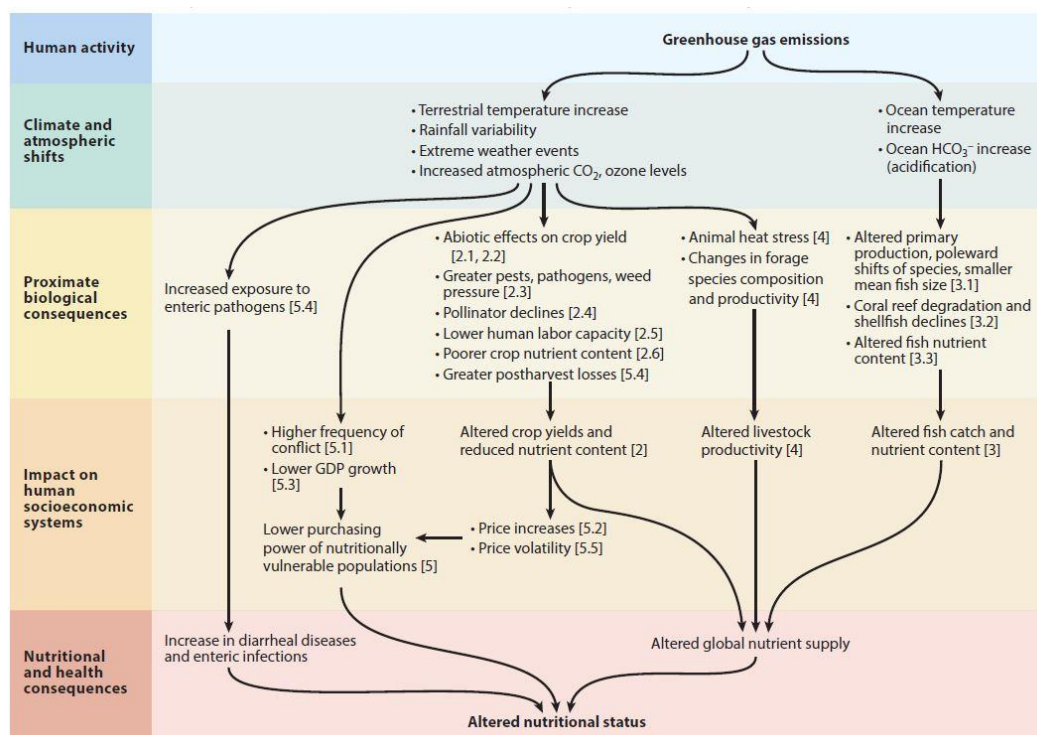 Human activity
Greenhouse gas emissions
Climate and
atmospheric
shifts
• Terrestrial temperature increase
• Rainfall variability
• Extreme weather events
• Increased atmospheric CO₂, ozone levels
• Ocean temperature
increase
• Ocean HCO₃⁻ increase
(acidification)
Proximate
biological
consequences
Increased exposure to
enteric pathogens [5.4]
• Abiotic effects on crop yield
[2.1, 2.2]
• Greater pests, pathogens, weed
pressure [2.3]
• Pollinator declines [2.4]
• Lower human labor capacity [2.5]
• Poorer crop nutrient content [2.6]
• Greater postharvest losses [5.4]
• Animal heat stress [4]
• Changes in forage
species composition
and productivity [4]
• Altered primary
production, poleward
shifts of species, smaller
mean fish size [3.1]
• Coral reef degradation and
shellfish declines [3.2]
• Altered fish nutrient
content [3.3]
Impact on
human
socioeconomic
systems
• Higher frequency of
conflict [5.1]
• Lower GDP growth
[5.3]
Altered crop yields and
reduced nutrient content [2]
Altered livestock
productivity [4]
Altered fish catch and
nutrient content [3]
Lower purchasing
power of nutritionally
vulnerable populations [5]
• Price increases [5.2]
• Price volatility [5.5]
Nutritional
and health
consequences
Increase in diarrheal diseases
and enteric infections
Altered global nutrient supply
Altered nutritional status